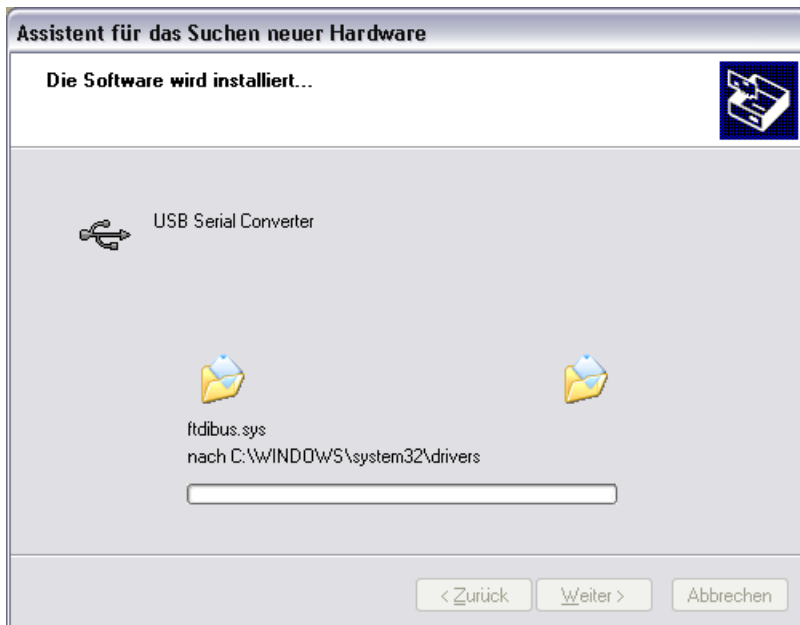 Assistent für das Suchen neuer Hardware
Die Software wird installiert...
USB Serial Converter
ftdibus.sys
nach C:\WINDOWS\system32\drivers
< Zurück
Weiter >
Abbrechen